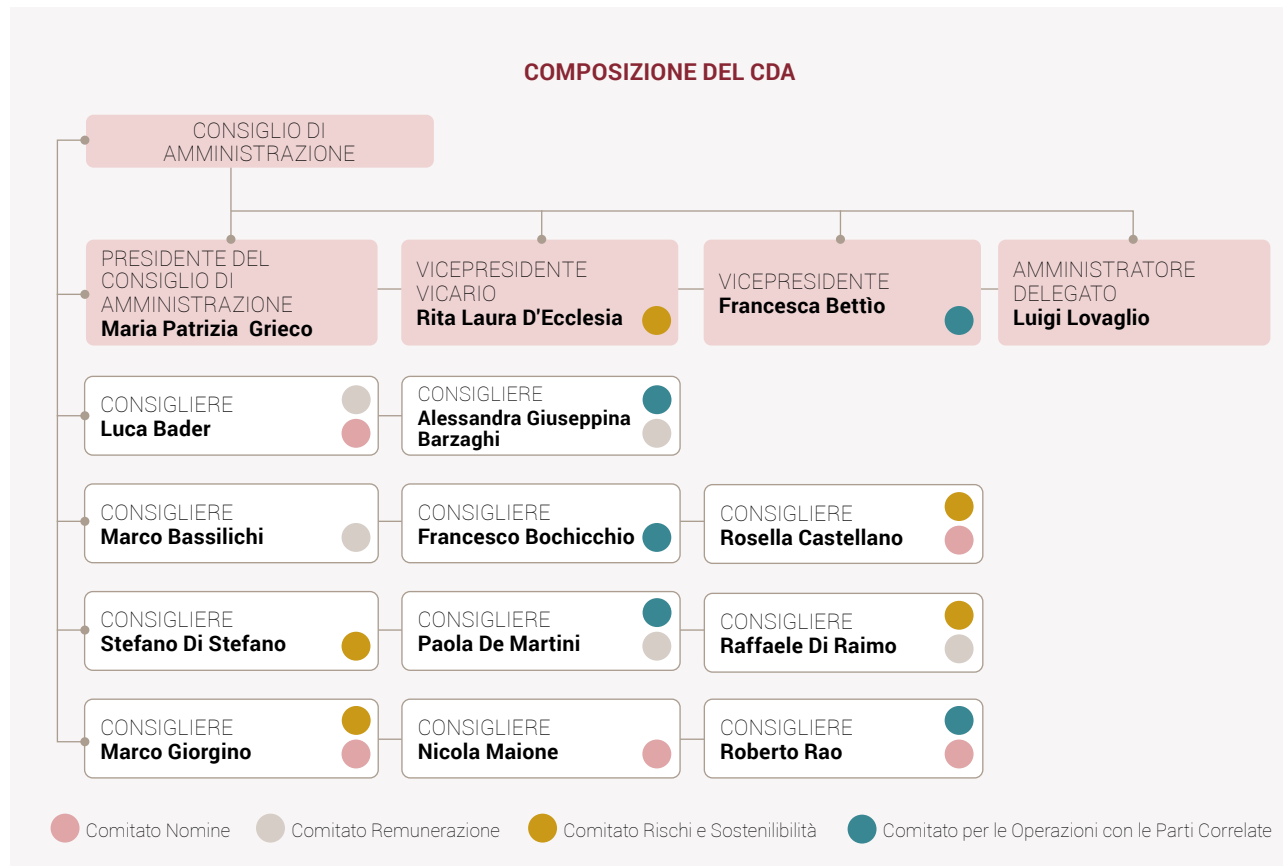 COMPOSIZIONE DEL CDA
CONSIGLIO DI
AMMINISTRAZIONE
PRESIDENTE DEL
CONSIGLIO DI
AMMINISTRAZIONE
Maria Patrizia Grieco
VICEPRESIDENTE
VICARIO
Rita Laura D'Ecclesia
VICEPRESIDENTE
Francesca Bettìo
AMMINISTRATORE
DELEGATO
Luigi Lovaglio
CONSIGLIERE
Luca Bader
CONSIGLIERE
Alessandra Giuseppina
Barzaghi
CONSIGLIERE
Marco Bassilichi
CONSIGLIERE
Francesco Bochicchio
CONSIGLIERE
Rosella Castellano
CONSIGLIERE
Stefano Di Stefano
CONSIGLIERE
Paola De Martini
CONSIGLIERE
Raffaele Di Raimo
CONSIGLIERE
Marco Giorgino
CONSIGLIERE
Nicola Maione
CONSIGLIERE
Roberto Rao
Comitato Nomine
Comitato Remunerazione
Comitato Rischi e Sostenilibilità
Comitato per le Operazioni con le Parti Correlate